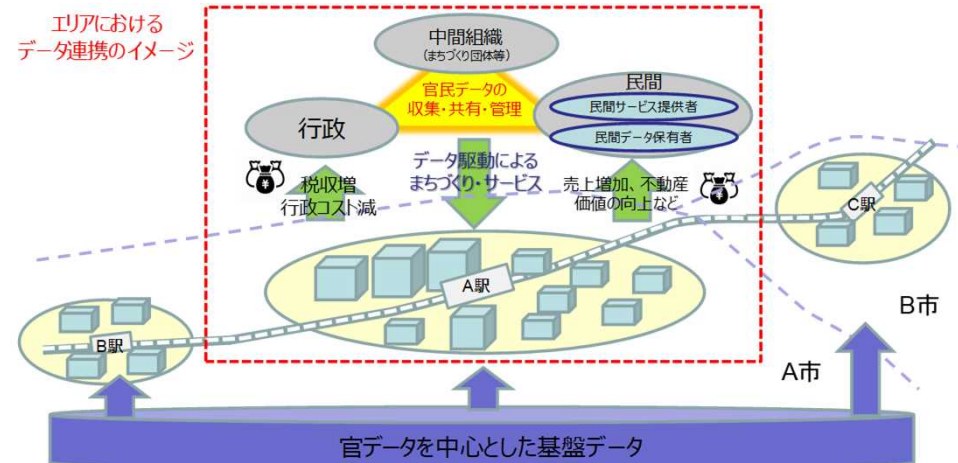 エリアにおける
データ連携のイメージ
中間組織
(まちづくり団体等)
官民データの
収集・共有・管理
行政
民間
民間サービス提供者
民間データ保有者
¥
税収増
行政コスト減
データ駆動による
まちづくり・サービス
売上増加、不動産
価値の向上など
¥
C駅
A駅
B駅
B市
A市
官データを中心とした基盤データ